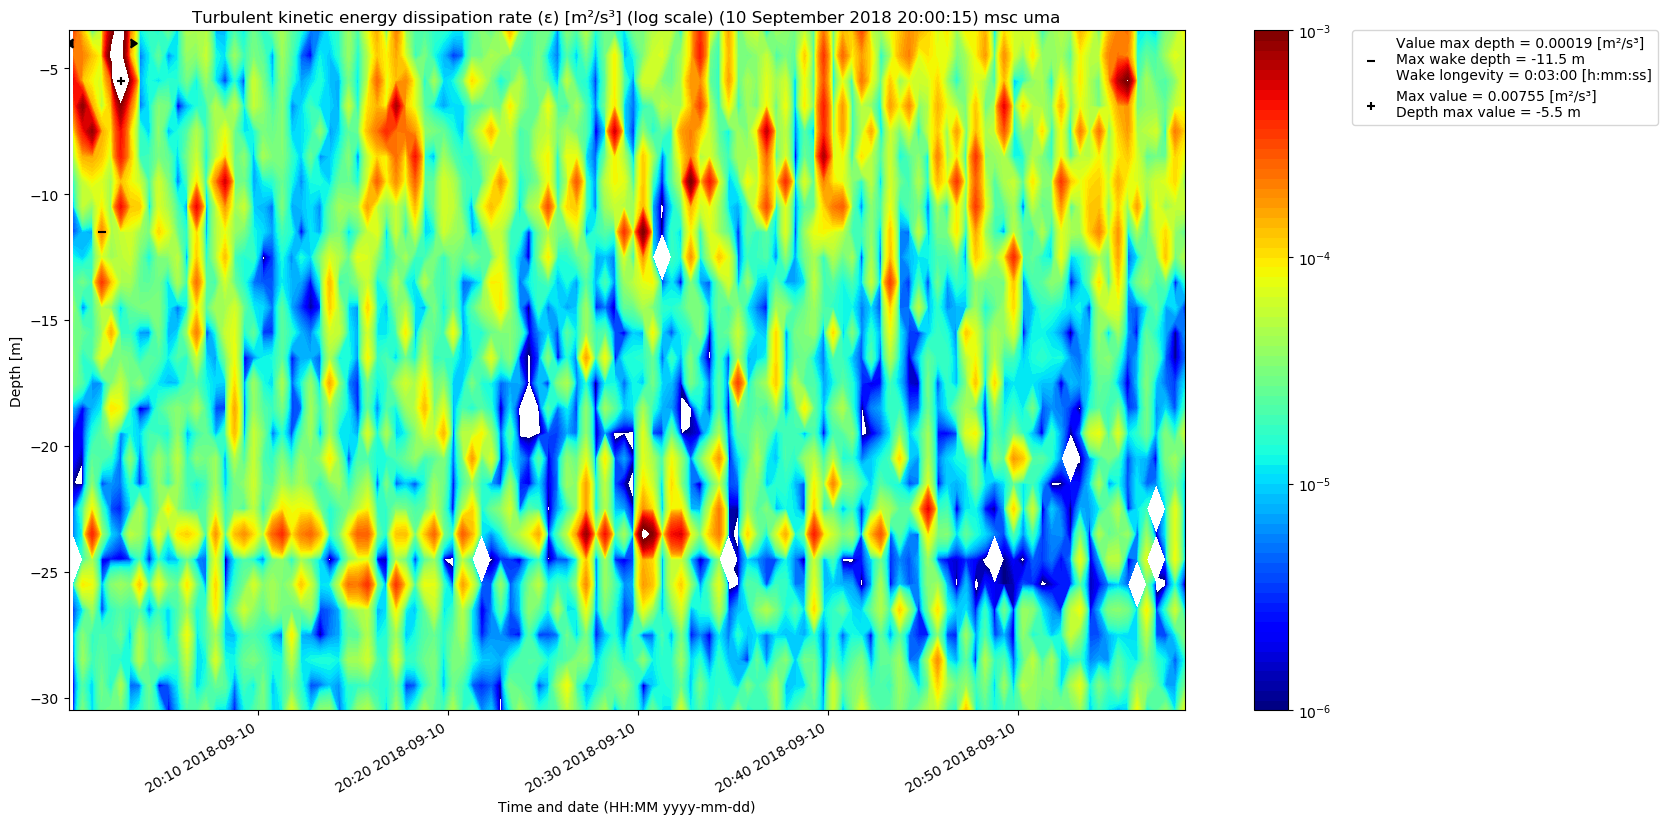 Turbulent kinetic energy dissipation rate (ε) [m²/s³] (log scale) (10 September 2018 20:00:15) msc uma
Value max depth = 0.00019 [m²/s³]
Max wake depth = -11.5 m
Wake longevity = 0:03:00 [h:mm:ss]
Max value = 0.00755 [m²/s³]
Depth max value = -5.5 m
Depth [m]
−5
−10
−15
−20
−25
−30
20:10 2018-09-10
20:20 2018-09-10
20:30 2018-09-10
20:40 2018-09-10
20:50 2018-09-10
Time and date (HH:MM yyyy-mm-dd)
10⁻³
10⁻⁴
10⁻⁵
10⁻⁶